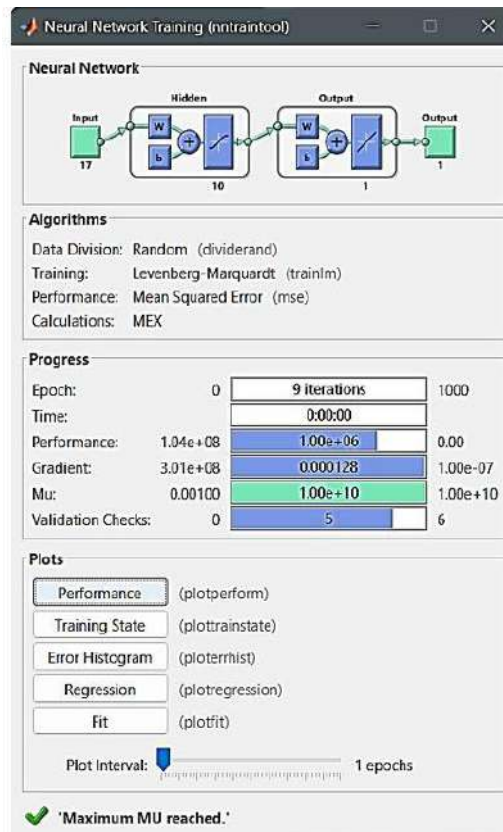 Neural Network Training (nntraintool)
Neural Network
Hidden Output
Input Output
W W
b b
17 10 1 1
Algorithms
Data Division: Random (dividerand)
Training: Levenberg-Marquardt (trainlm)
Performance: Mean Squared Error (mse)
Calculations: MEX
Progress
Epoch: 0 9 iterations 1000
Time: 0:00:00
Performance: 1.04e+08 1.00e+06 0.00
Gradient: 3.01e+08 0.000128 1.00e-07
Mu: 0.00100 1.00e+10 1.00e+10
Validation Checks: 0 5 6
Plots
Performance (plotperform)
Training State (plottrainstate)
Error Histogram (ploterrhist)
Regression (plotregression)
Fit (plotfit)
Plot Interval: 1 epochs
'Maximum MU reached.'